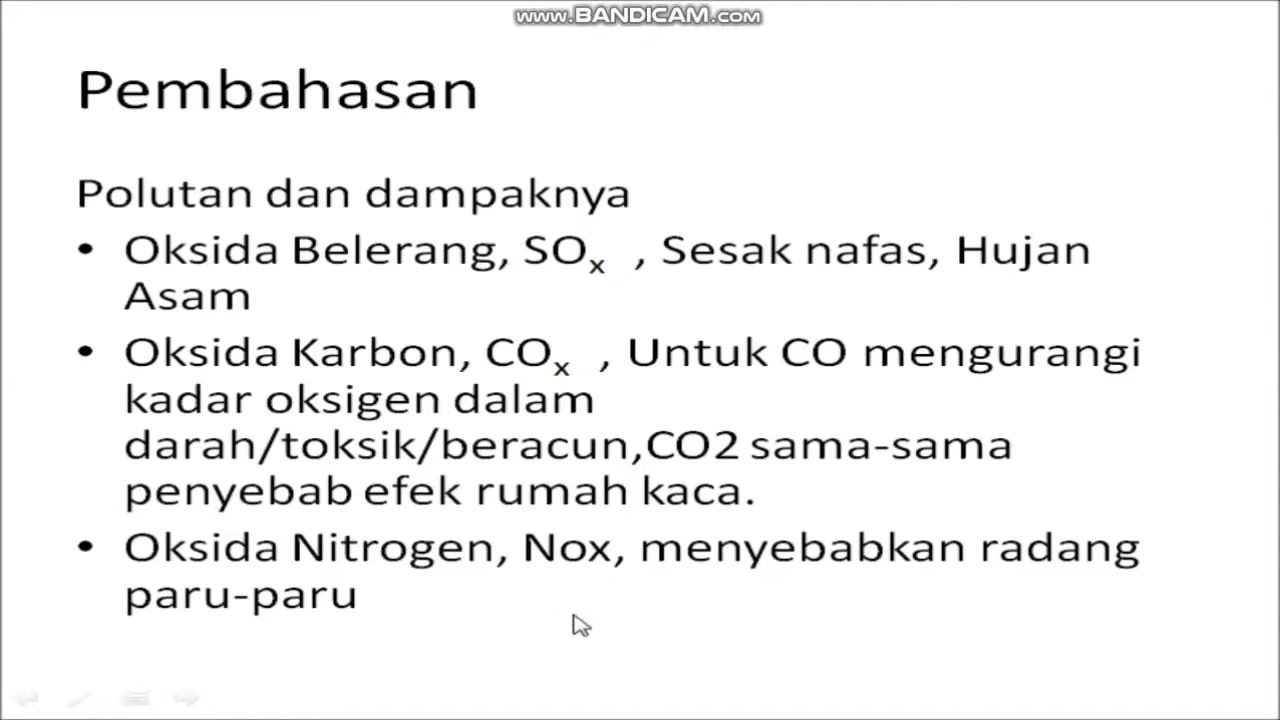 www.BANDICAM.com
Pembahasan
Polutan dan dampaknya
• Oksida Belerang, SOₓ , Sesak nafas, Hujan
Asam
• Oksida Karbon, COₓ , Untuk CO mengurangi
kadar oksigen dalam
darah/toksik/beracun,CO2 sama-sama
penyebab efek rumah kaca.
• Oksida Nitrogen, Nox, menyebabkan radang
paru-paru